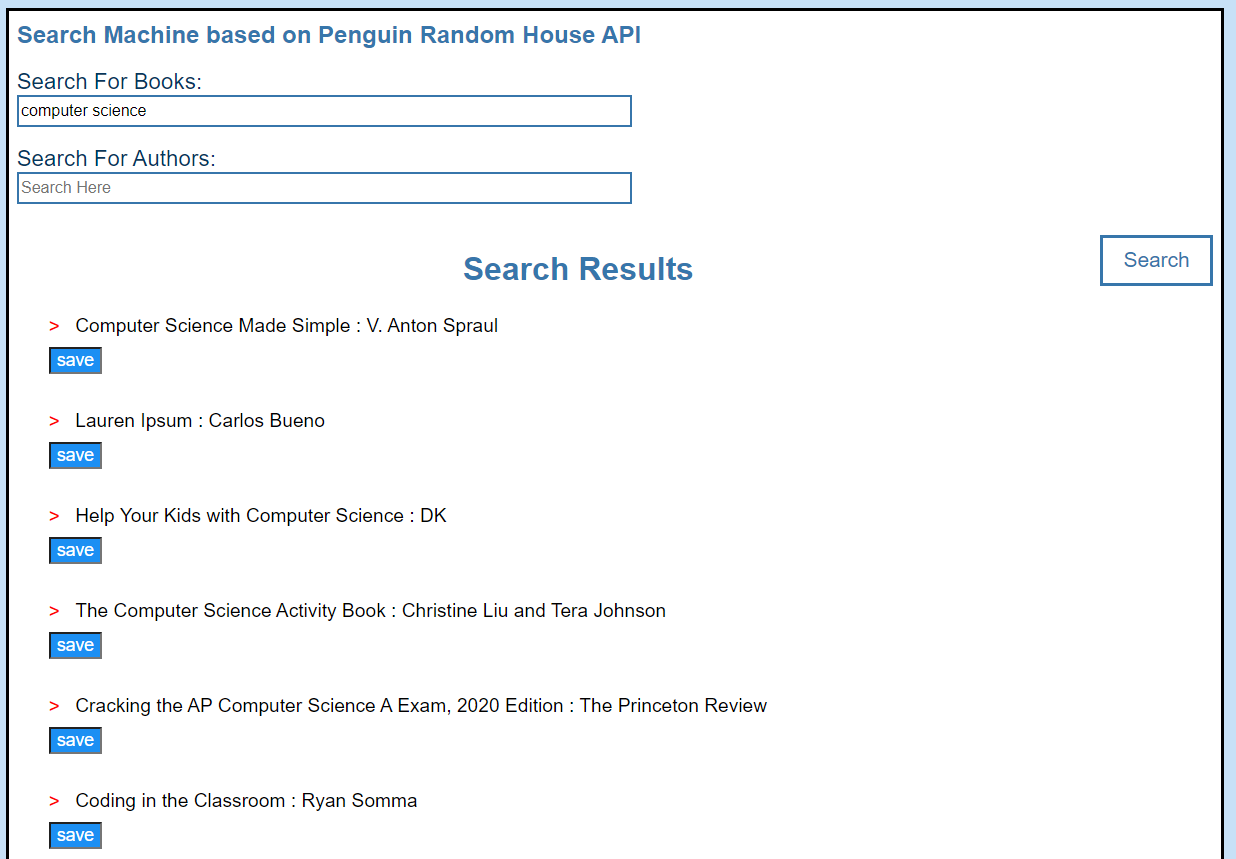 Search Machine based on Penguin Random House API
Search For Books:
computer science
Search For Authors:
Search Here
Search
Search Results
> Computer Science Made Simple : V. Anton Spraul
save
> Lauren Ipsum : Carlos Bueno
save
> Help Your Kids with Computer Science : DK
save
> The Computer Science Activity Book : Christine Liu and Tera Johnson
save
> Cracking the AP Computer Science A Exam, 2020 Edition : The Princeton Review
save
> Coding in the Classroom : Ryan Somma
save